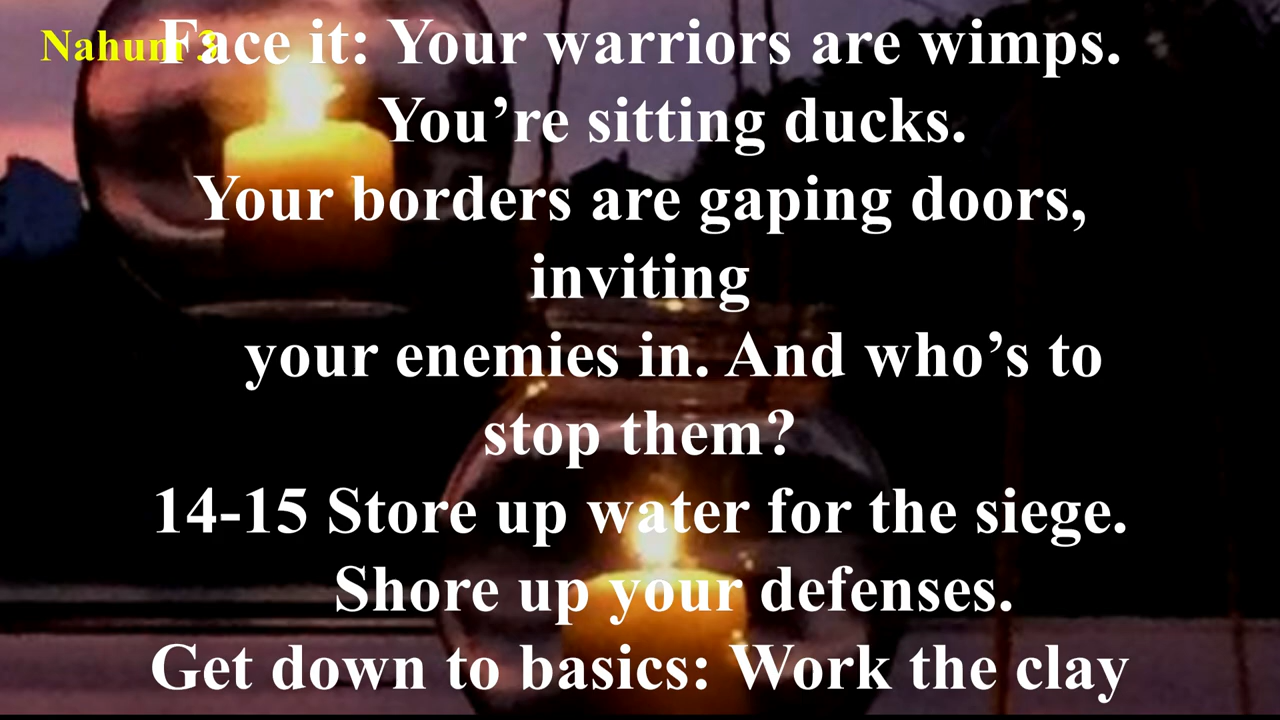 Nahum 3
Face it: Your warriors are wimps.
You’re sitting ducks.
Your borders are gaping doors,
inviting
your enemies in. And who’s to
stop them?
14-15 Store up water for the siege.
Shore up your defenses.
Get down to basics: Work the clay